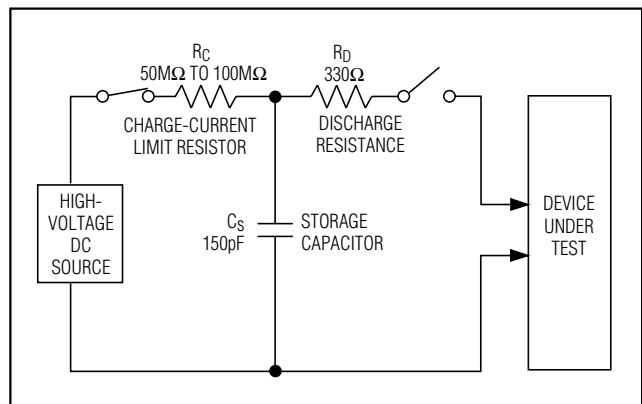 R_C
50MΩ TO 100MΩ
CHARGE-CURRENT
LIMIT RESISTOR
R_D
330Ω
DISCHARGE
RESISTANCE
HIGH-
VOLTAGE
DC
SOURCE
C_S
150pF
STORAGE
CAPACITOR
DEVICE
UNDER
TEST